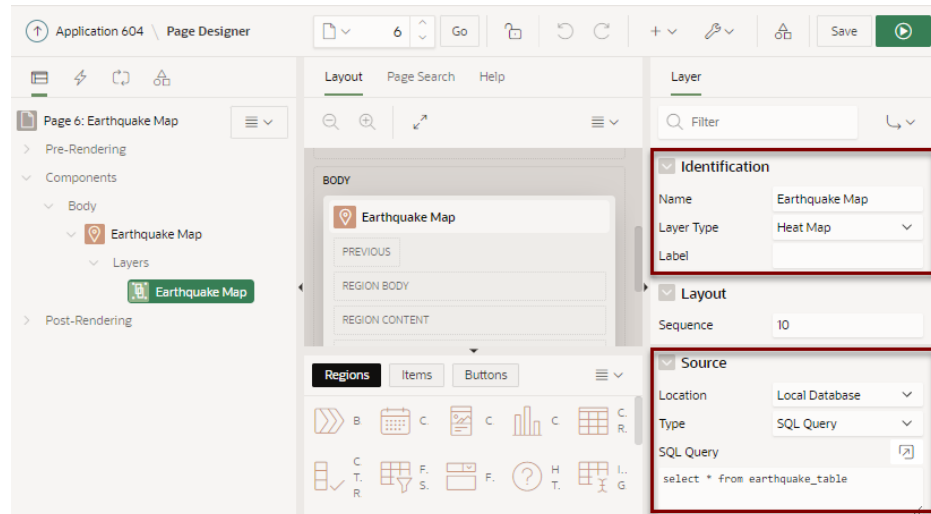 Application 604 \ Page Designer
6
Go
Save
Page 6: Earthquake Map
Pre-Rendering
Components
Body
Earthquake Map
Layers
Earthquake Map
Post-Rendering
Layout Page Search Help
BODY
Earthquake Map
PREVIOUS
REGION BODY
REGION CONTENT
Regions Items Buttons
B C. C C C. R.
C. T. R. F. S. F. H T. I... G
Layer
Filter
Identification
Name Earthquake Map
Layer Type Heat Map
Label
Layout
Sequence 10
Source
Location Local Database
Type SQL Query
SQL Query
select * from earthquake_table